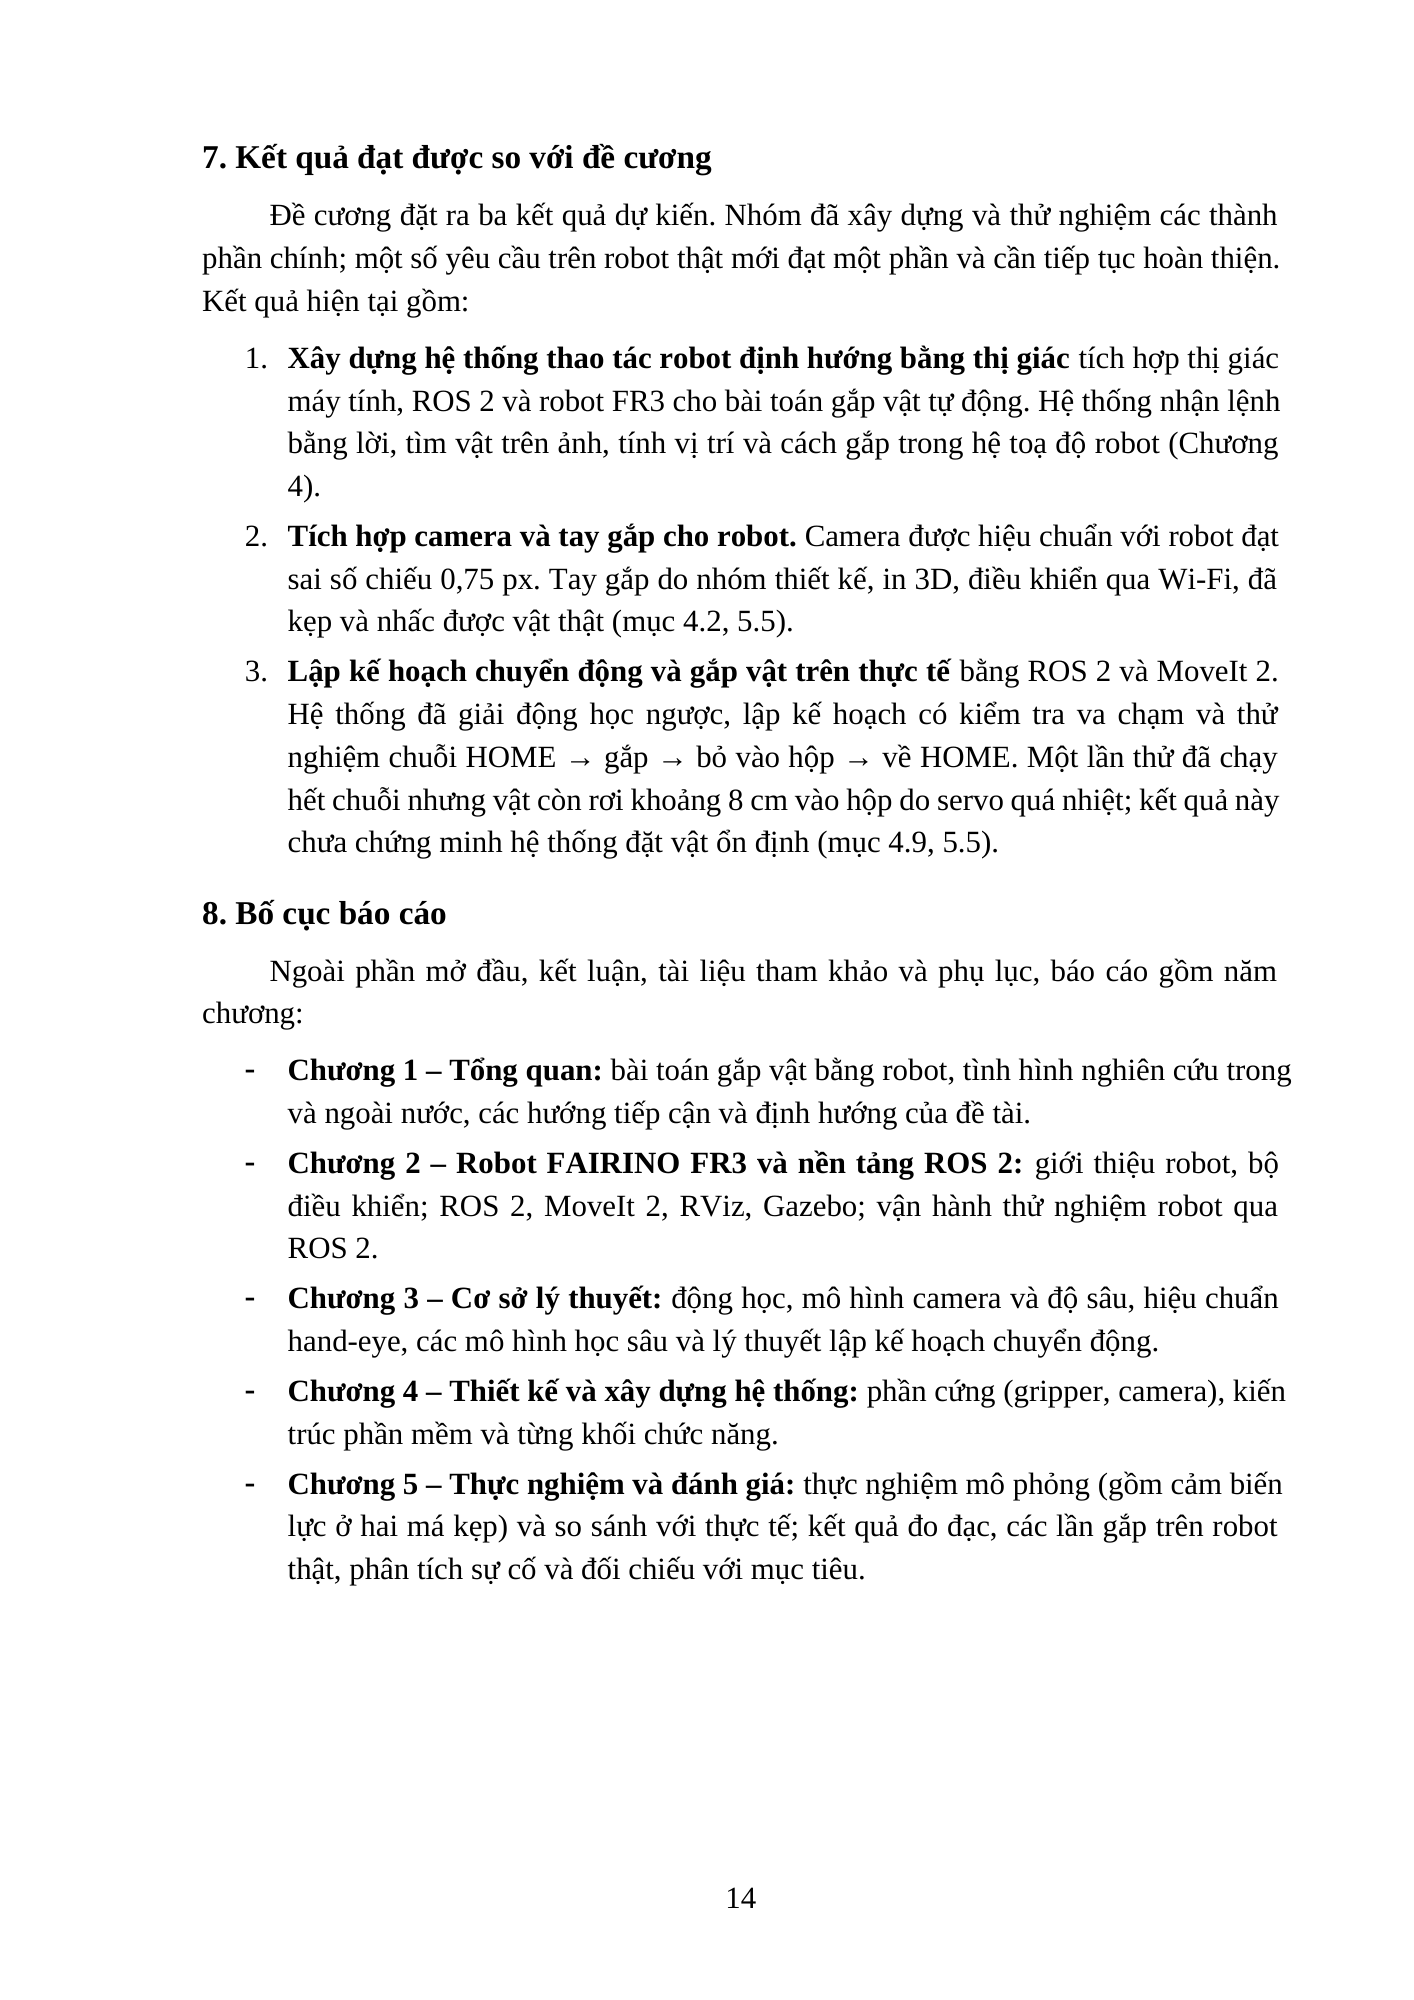 7. Kết quả đạt được so với đề cương
Đề cương đặt ra ba kết quả dự kiến. Nhóm đã xây dựng và thử nghiệm các thành
phần chính; một số yêu cầu trên robot thật mới đạt một phần và cần tiếp tục hoàn thiện.
Kết quả hiện tại gồm:
1. Xây dựng hệ thống thao tác robot định hướng bằng thị giác tích hợp thị giác
máy tính, ROS 2 và robot FR3 cho bài toán gắp vật tự động. Hệ thống nhận lệnh
bằng lời, tìm vật trên ảnh, tính vị trí và cách gắp trong hệ toạ độ robot (Chương
4).
2. Tích hợp camera và tay gắp cho robot. Camera được hiệu chuẩn với robot đạt
sai số chiếu 0,75 px. Tay gắp do nhóm thiết kế, in 3D, điều khiển qua Wi-Fi, đã
kẹp và nhấc được vật thật (mục 4.2, 5.5).
3. Lập kế hoạch chuyển động và gắp vật trên thực tế bằng ROS 2 và MoveIt 2.
Hệ thống đã giải động học ngược, lập kế hoạch có kiểm tra va chạm và thử
nghiệm chuỗi HOME → gắp → bỏ vào hộp → về HOME. Một lần thử đã chạy
hết chuỗi nhưng vật còn rơi khoảng 8 cm vào hộp do servo quá nhiệt; kết quả này
chưa chứng minh hệ thống đặt vật ổn định (mục 4.9, 5.5).
8. Bố cục báo cáo
Ngoài phần mở đầu, kết luận, tài liệu tham khảo và phụ lục, báo cáo gồm năm
chương:
- Chương 1 – Tổng quan: bài toán gắp vật bằng robot, tình hình nghiên cứu trong
và ngoài nước, các hướng tiếp cận và định hướng của đề tài.
- Chương 2 – Robot FAIRINO FR3 và nền tảng ROS 2: giới thiệu robot, bộ
điều khiển; ROS 2, MoveIt 2, RViz, Gazebo; vận hành thử nghiệm robot qua
ROS 2.
- Chương 3 – Cơ sở lý thuyết: động học, mô hình camera và độ sâu, hiệu chuẩn
hand-eye, các mô hình học sâu và lý thuyết lập kế hoạch chuyển động.
- Chương 4 – Thiết kế và xây dựng hệ thống: phần cứng (gripper, camera), kiến
trúc phần mềm và từng khối chức năng.
- Chương 5 – Thực nghiệm và đánh giá: thực nghiệm mô phỏng (gồm cảm biến
lực ở hai má kẹp) và so sánh với thực tế; kết quả đo đạc, các lần gắp trên robot
thật, phân tích sự cố và đối chiếu với mục tiêu.
14